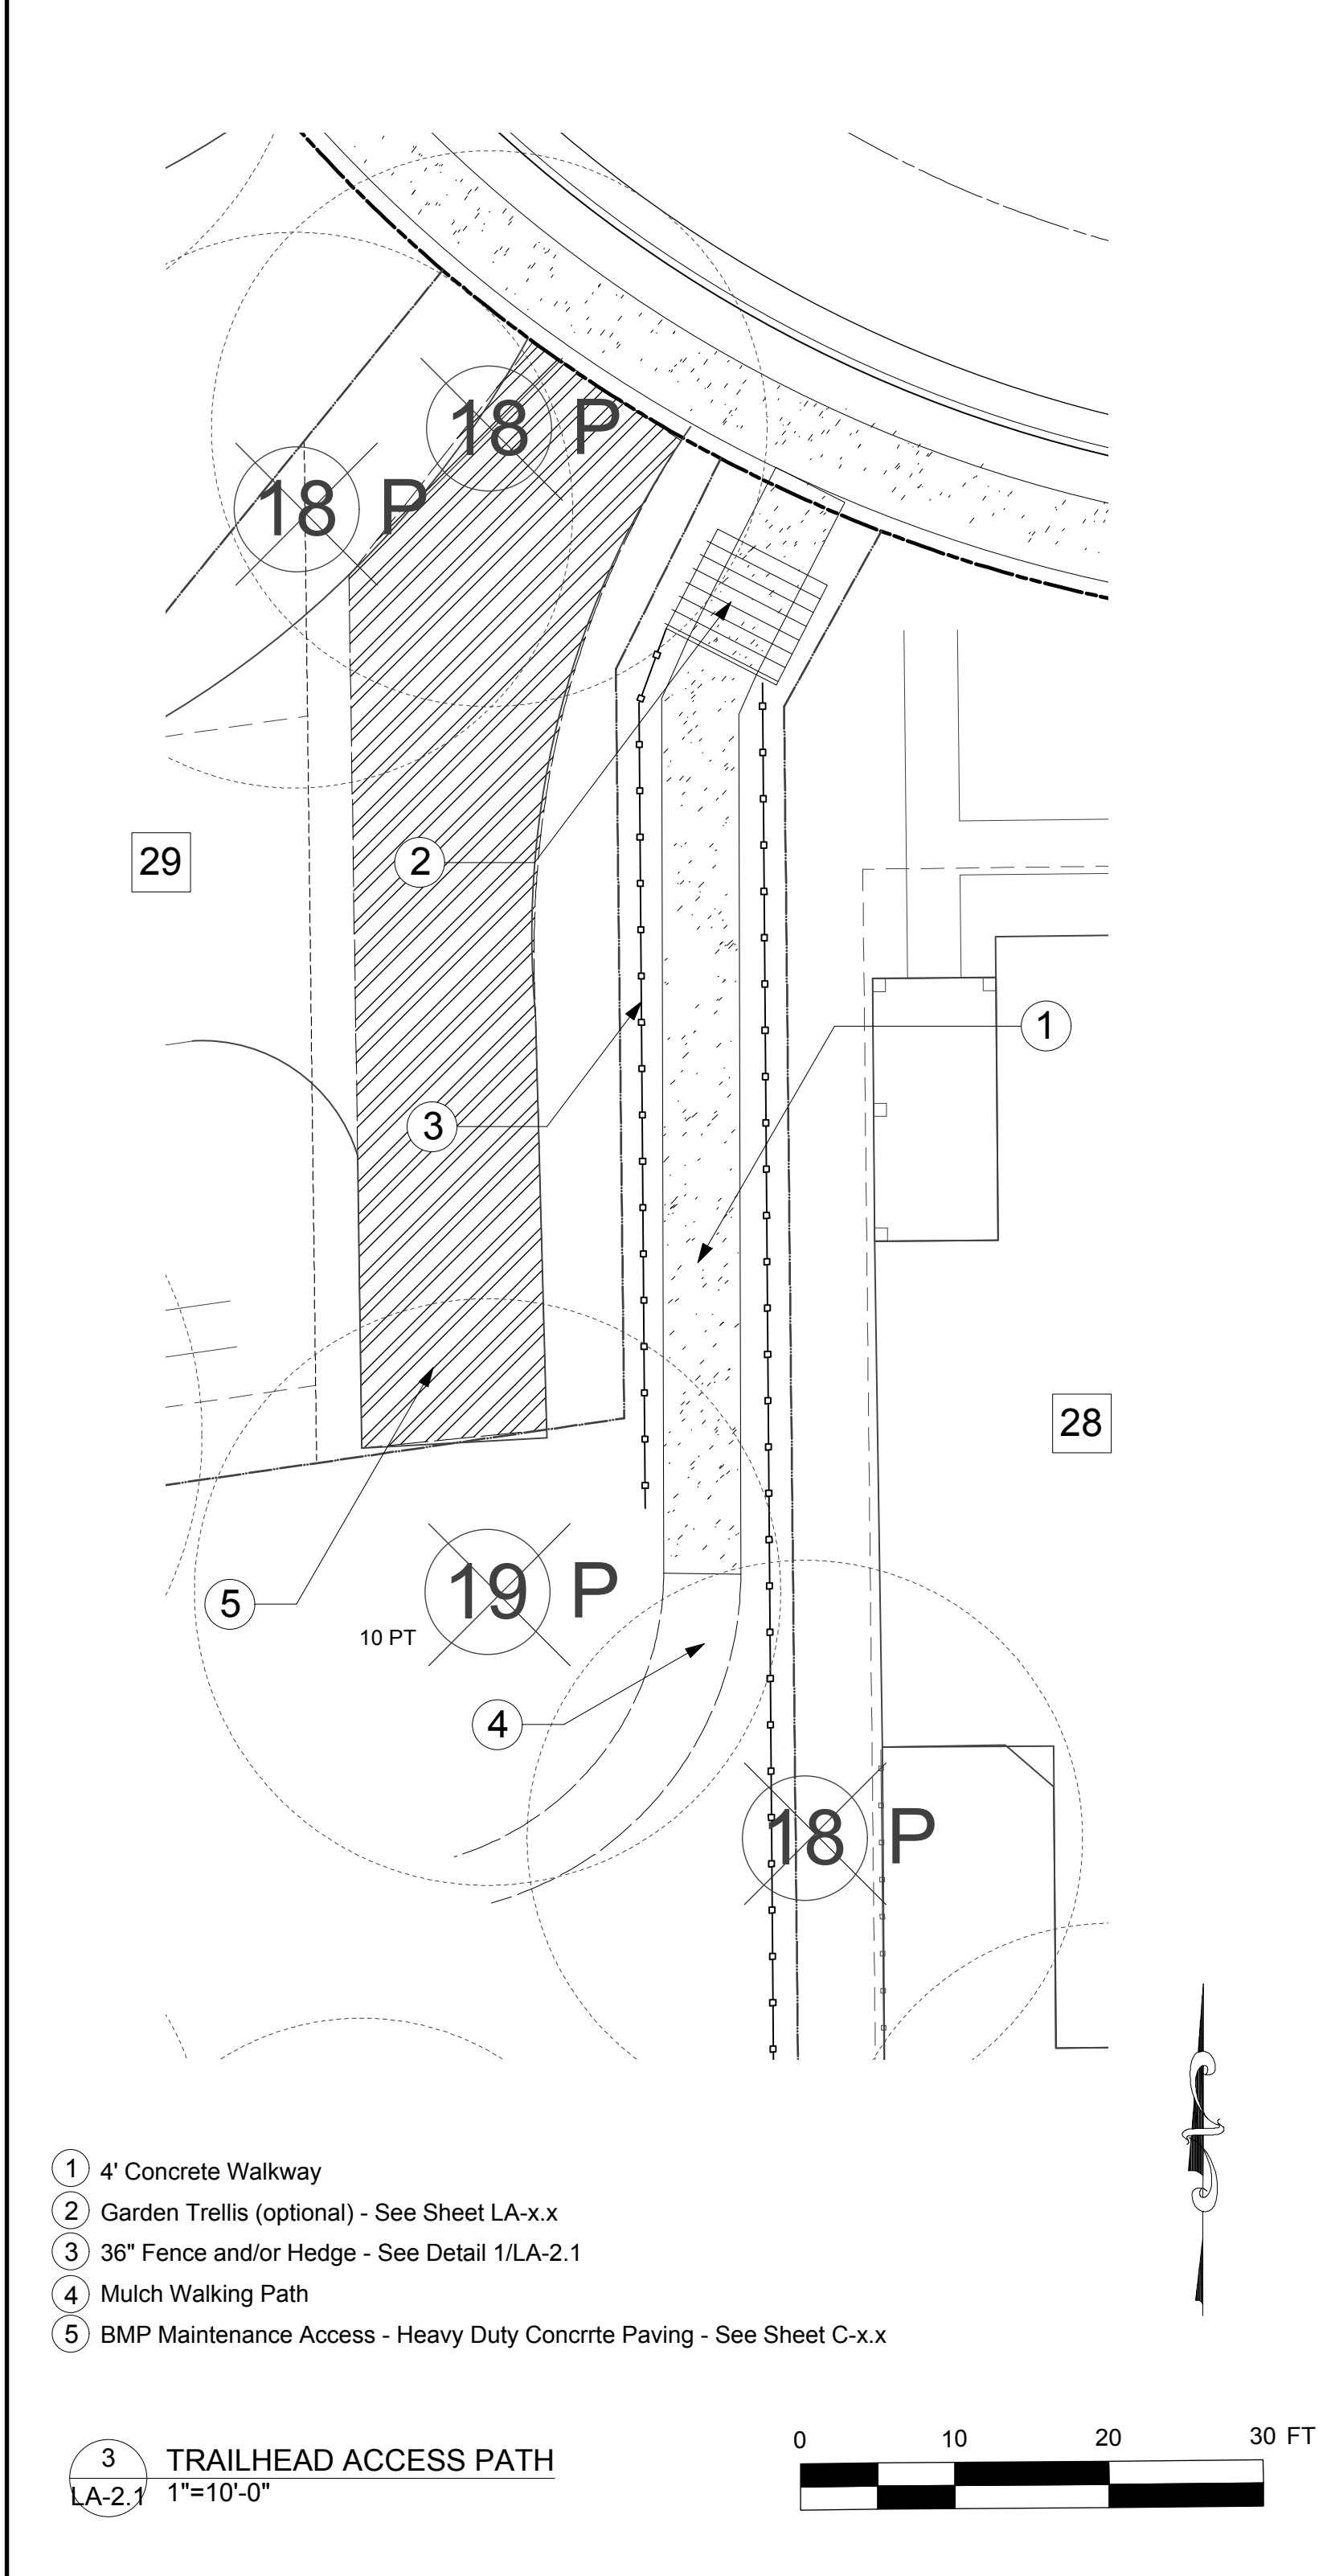 18 P
18 P
29
2
1
3
28
19 P
5
10 PT
4
18 P
1 4' Concrete Walkway
2 Garden Trellis (optional) - See Sheet LA-x.x
3 36" Fence and/or Hedge - See Detail 1/LA-2.1
4 Mulch Walking Path
5 BMP Maintenance Access - Heavy Duty Concrrte Paving - See Sheet C-x.x
3
LA-2.1
TRAILHEAD ACCESS PATH
1"=10'-0"
0 10 20 30 FT